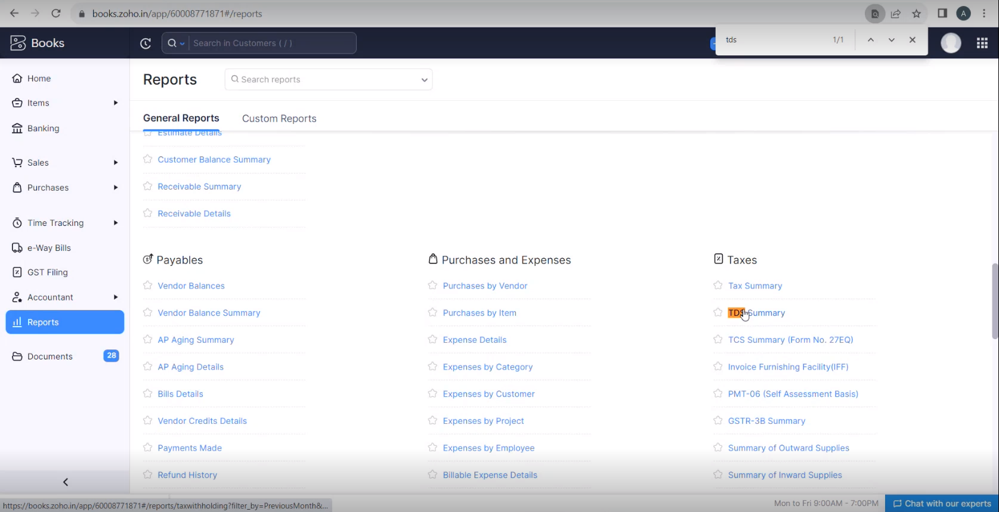 books.zoho.in/app/60008771871#/reports
A
Books
Search in Customers ( / )
tds
1/1
Home
Items
Banking
Sales
Purchases
Time Tracking
e-Way Bills
GST Filing
Accountant
Reports
Documents
28
Reports
Search reports
General Reports
Custom Reports
Estimate Details
Customer Balance Summary
Receivable Summary
Receivable Details
Payables
Vendor Balances
Vendor Balance Summary
AP Aging Summary
AP Aging Details
Bills Details
Vendor Credits Details
Payments Made
Refund History
Purchases and Expenses
Purchases by Vendor
Purchases by Item
Expense Details
Expenses by Category
Expenses by Customer
Expenses by Project
Expenses by Employee
Billable Expense Details
Taxes
Tax Summary
TDS Summary
TCS Summary (Form No. 27EQ)
Invoice Furnishing Facility(IFF)
PMT-06 (Self Assessment Basis)
GSTR-3B Summary
Summary of Outward Supplies
Summary of Inward Supplies
https://books.zoho.in/app/60008771871#/reports/taxwithholding?filter_by=PreviousMonth&...
Mon to Fri 9:00AM - 7:00PM
Chat with our experts